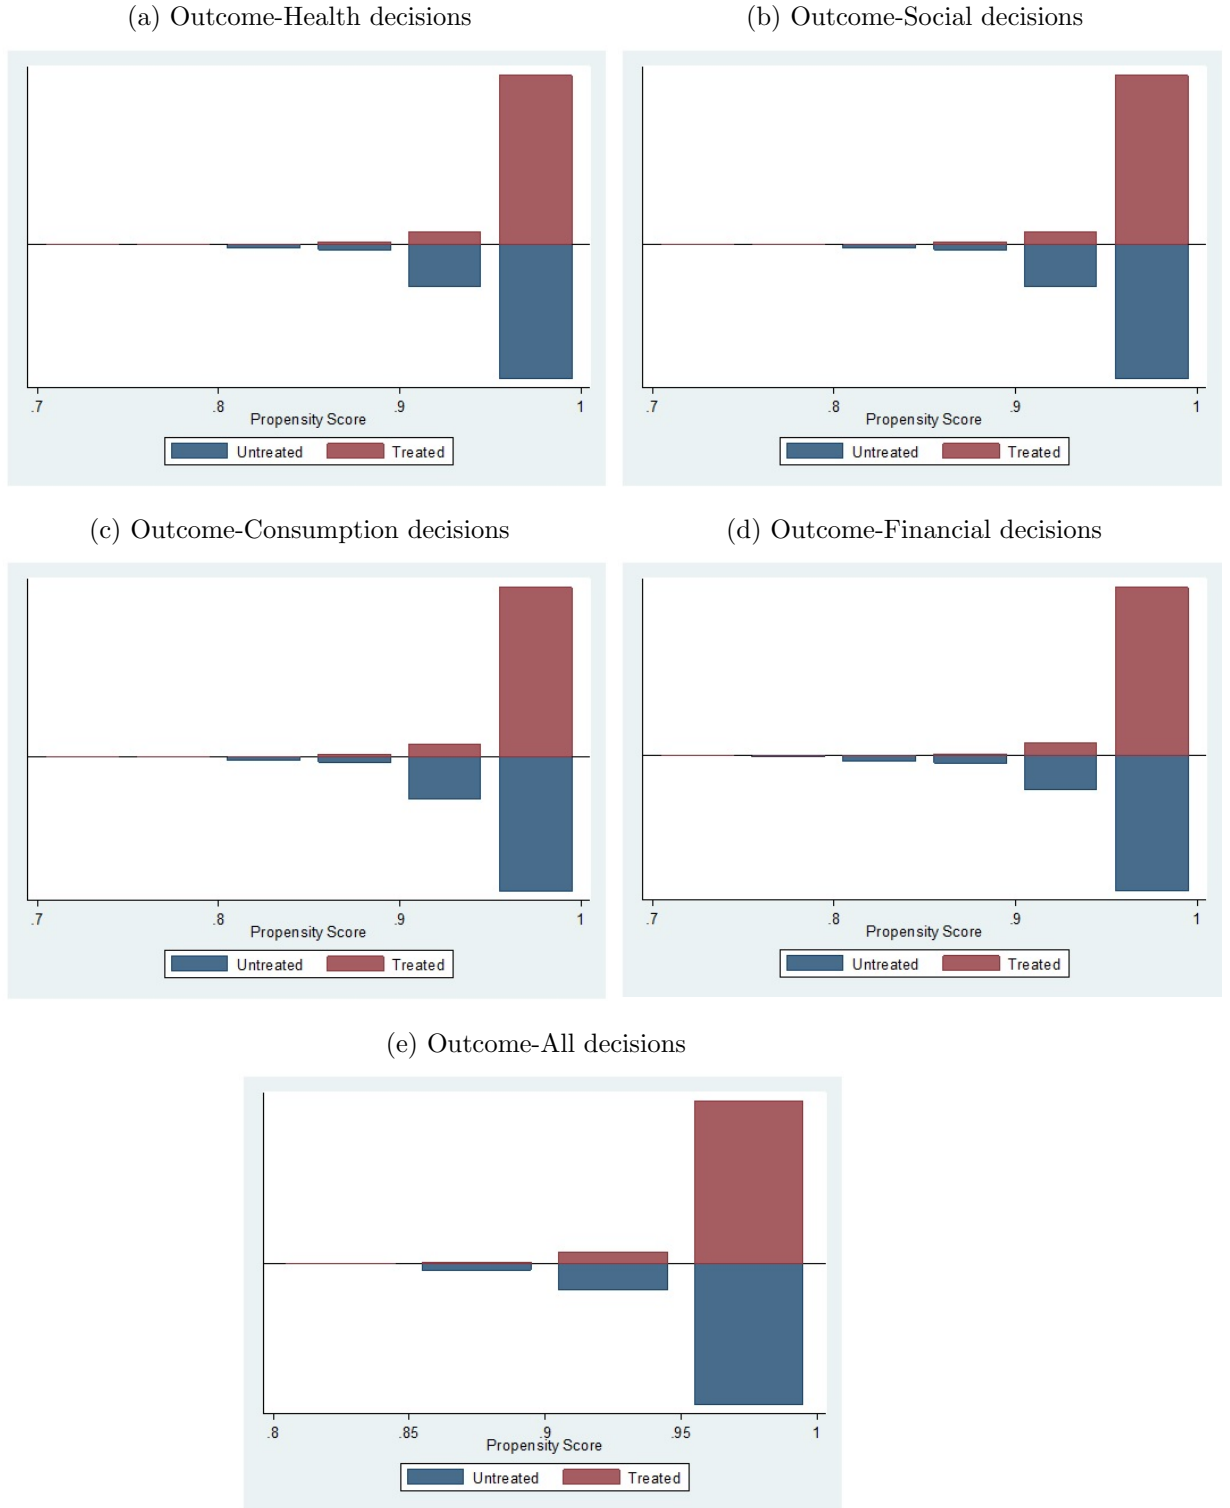 (a) Outcome-Health decisions
.7 .8 .9 1
Propensity Score
Untreated Treated
(b) Outcome-Social decisions
.7 .8 .9 1
Propensity Score
Untreated Treated
(c) Outcome-Consumption decisions
.7 .8 .9 1
Propensity Score
Untreated Treated
(d) Outcome-Financial decisions
.7 .8 .9 1
Propensity Score
Untreated Treated
(e) Outcome-All decisions
.8 .85 .9 .95 1
Propensity Score
Untreated Treated